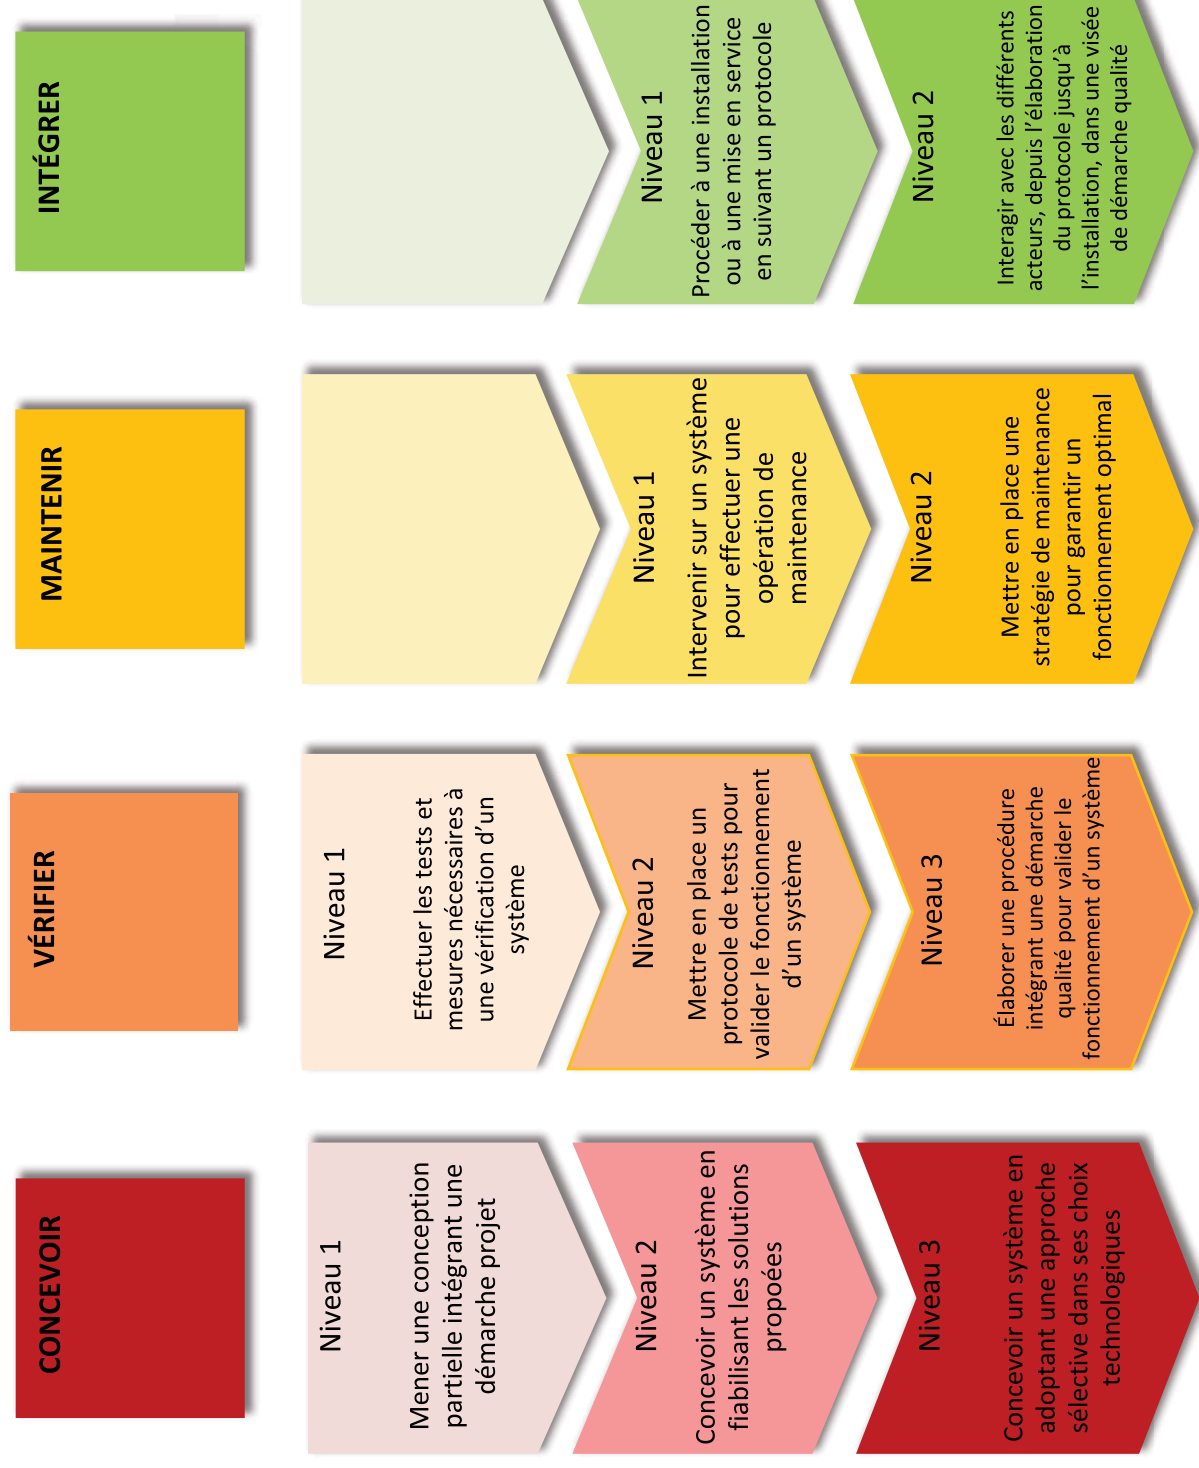 CONCEVOIR
Niveau 1
Mener une conception
partielle intégrant une
démarche projet
Niveau 2
Concevoir un système en
fiabilisant les solutions
propoées
Niveau 3
Concevoir un système en
adoptant une approche
sélective dans ses choix
technologiques
VÉRIFIER
Niveau 1
Effectuer les tests et
mesures nécessaires à
une vérification d’un
système
Niveau 2
Mettre en place un
protocole de tests pour
valider le fonctionnement
d’un système
Niveau 3
Élaborer une procédure
intégrant une démarche
qualité pour valider le
fonctionnement d’un système
MAINTENIR
Niveau 1
Intervenir sur un système
pour effectuer une
opération de
maintenance
Niveau 2
Mettre en place une
stratégie de maintenance
pour garantir un
fonctionnement optimal
INTÉGRER
Niveau 1
Procéder à une installation
ou à une mise en service
en suivant un protocole
Niveau 2
Interagir avec les différents
acteurs, depuis l’élaboration
du protocole jusqu’à
l’installation, dans une visée
de démarche qualité